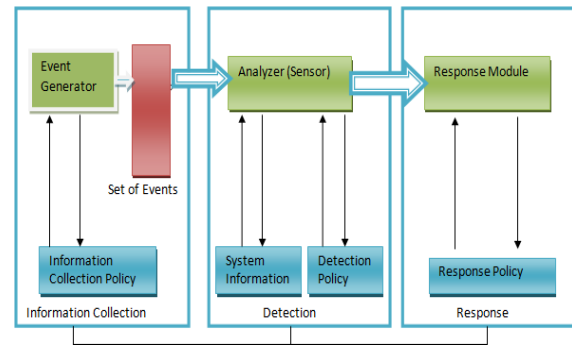 Event
Generator
Analyzer (Sensor)
Response Module
Set of Events
Information
Collection Policy
System
Information
Detection
Policy
Response Policy
Information Collection
Detection
Response